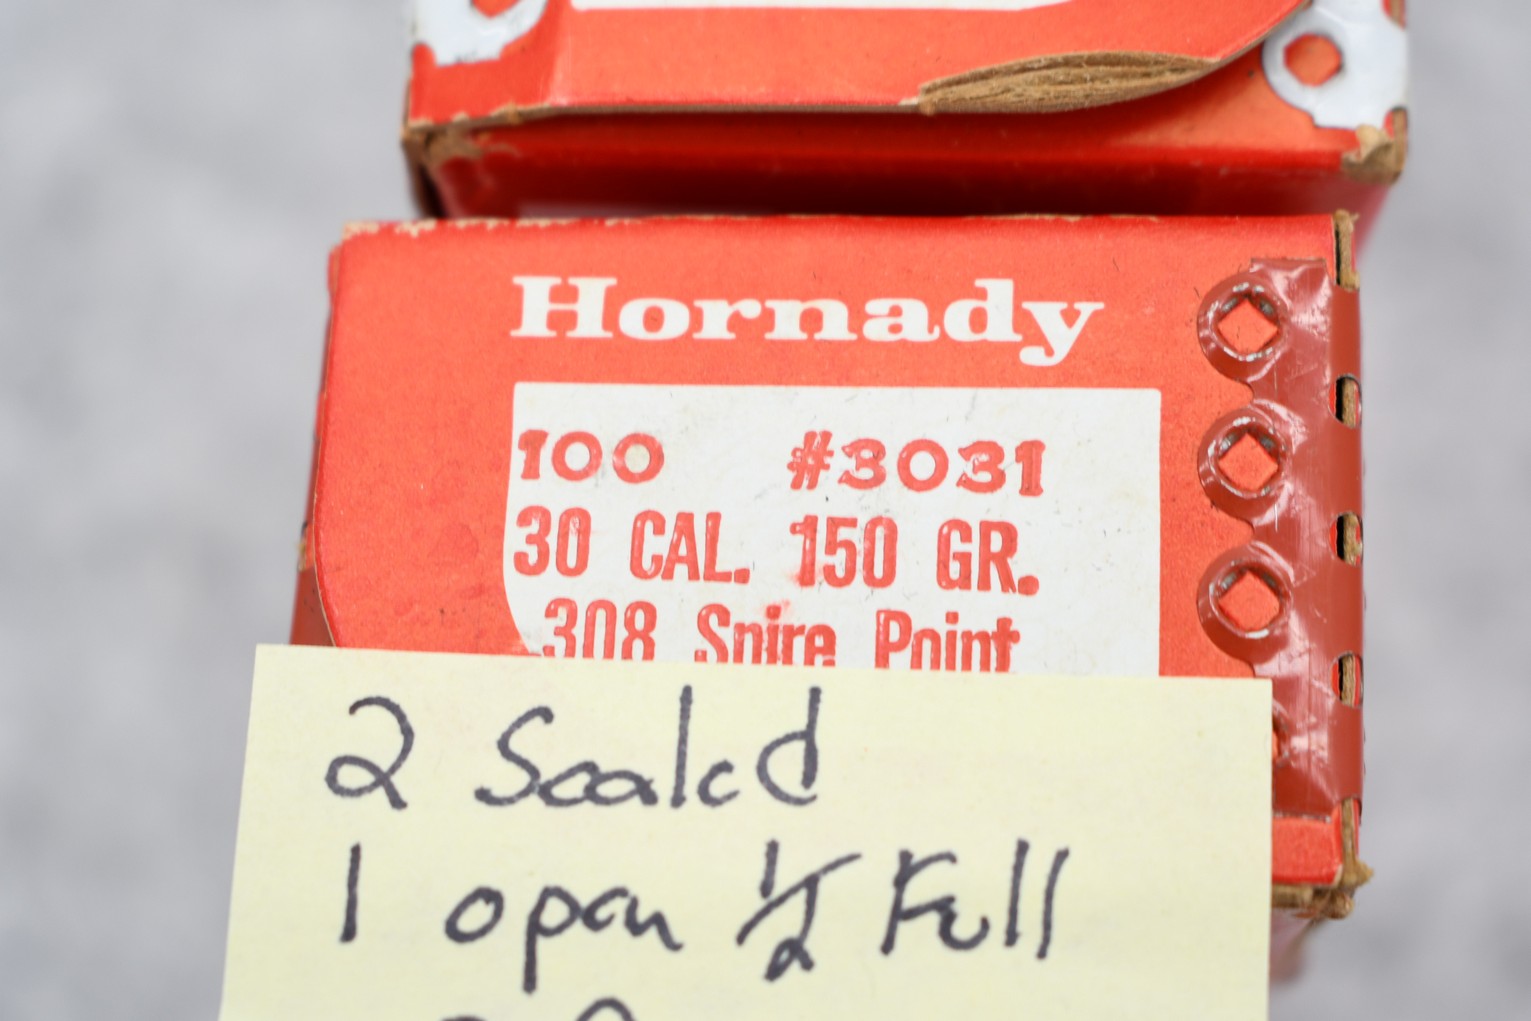 Hornady
100 #3031
30 CAL. 150 GR.
.308 Spire Point
2 Sealed
1 open 1/2 Full